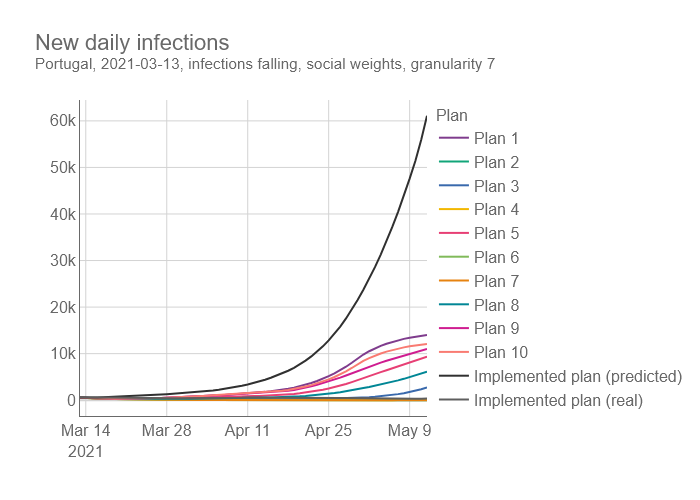 New daily infections
Portugal, 2021-03-13, infections falling, social weights, granularity 7
Plan
60k
50k
40k
30k
20k
10k
0
Mar 14
2021
Mar 28
Apr 11
Apr 25
May 9
Plan 1
Plan 2
Plan 3
Plan 4
Plan 5
Plan 6
Plan 7
Plan 8
Plan 9
Plan 10
Implemented plan (predicted)
Implemented plan (real)